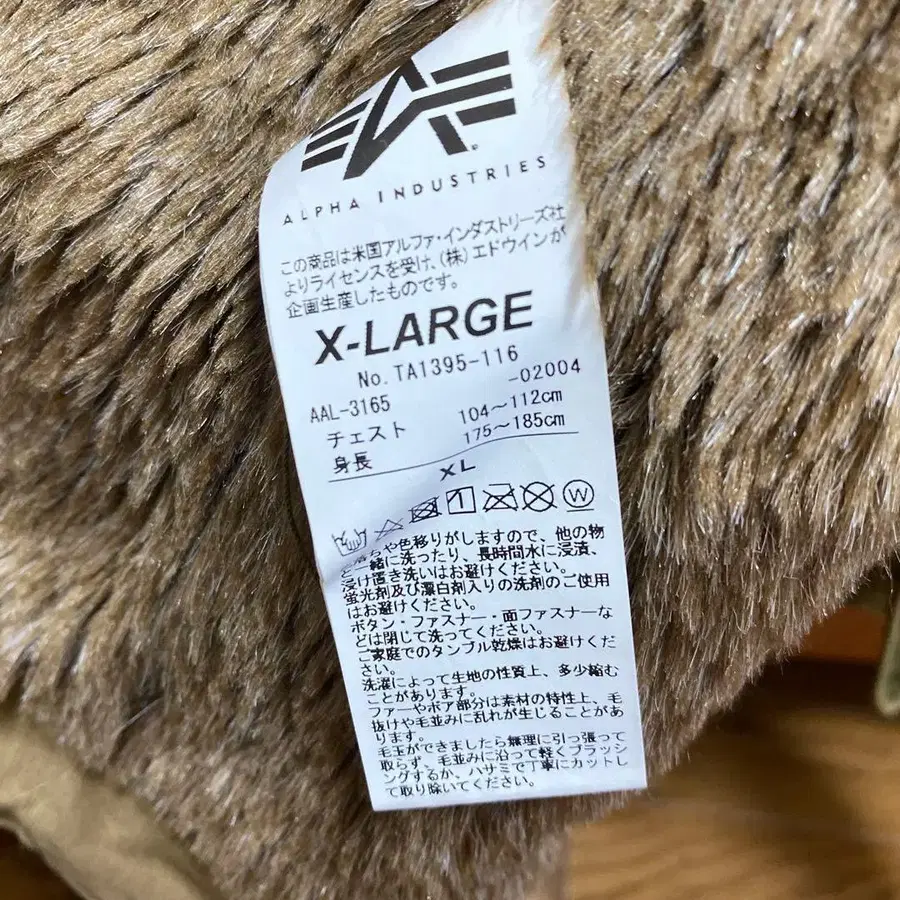 ALPHA INDUSTRIES
この商品は米国アルファ・インダストリーズ社
よりライセンスを受け、(株)エドウインが
企画生産したものです。
X-LARGE
No. TA1395-116
AAL-3165 -02004
チェスト 104～112cm
身長 175～185cm
XL
1 W
落ちや色移りがしますので、他の物
と一緒に洗ったり、長時間水に浸漬、
浸け置き洗いはお避けください。
蛍光剤及び漂白剤入りの洗剤のご使用
はお避けください。
ボタン・ファスナー・面ファスナーな
どは閉じて洗ってください。
ご家庭でのタンブル乾燥はお避けくだ
さい。
洗濯によって生地の性質上、多少縮む
ことがあります。
ファーやボア部分は素材の特性上、毛
抜けや毛並みに乱れが生じることがあ
ります。
毛玉ができましたら無理に引っ張って
取らず、毛並みに沿って軽くブラッシ
ングするか、ハサミで丁寧にカットし
て取り除いてください。